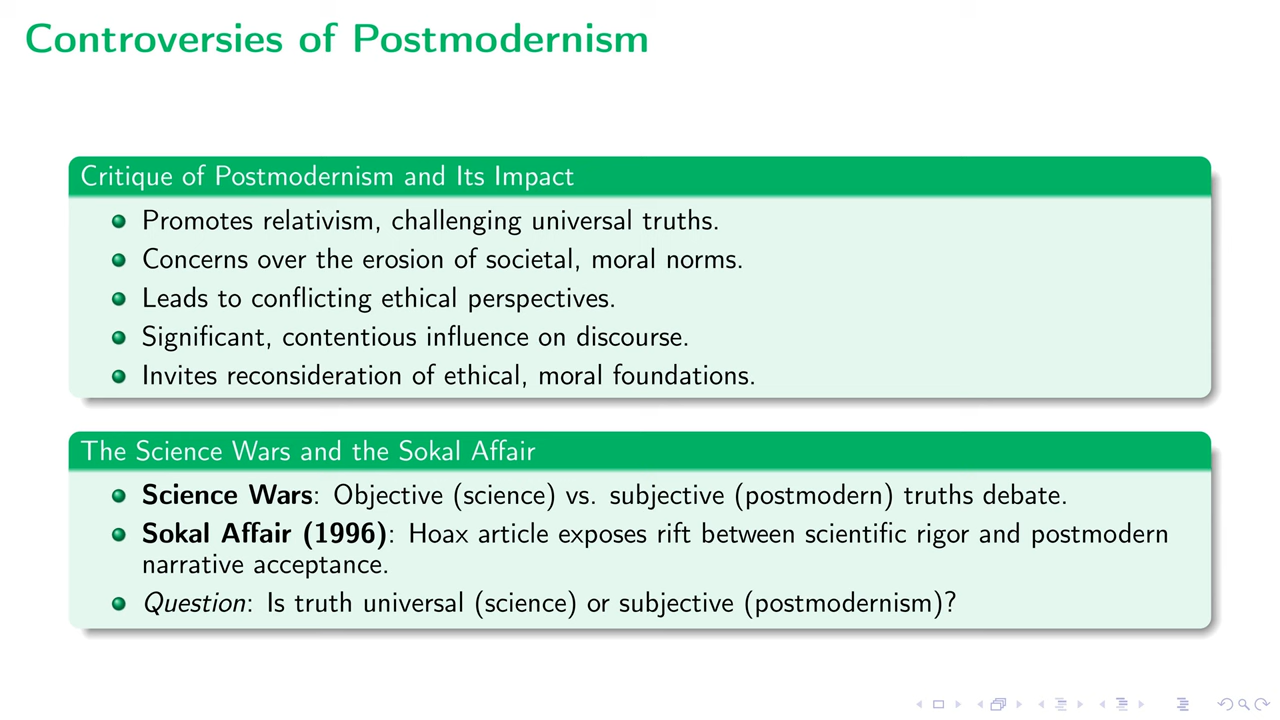 Controversies of Postmodernism
Critique of Postmodernism and Its Impact
Promotes relativism, challenging universal truths.
Concerns over the erosion of societal, moral norms.
Leads to conflicting ethical perspectives.
Significant, contentious influence on discourse.
Invites reconsideration of ethical, moral foundations.
The Science Wars and the Sokal Affair
Science Wars: Objective (science) vs. subjective (postmodern) truths debate.
Sokal Affair (1996): Hoax article exposes rift between scientific rigor and postmodern
narrative acceptance.
Question: Is truth universal (science) or subjective (postmodernism)?